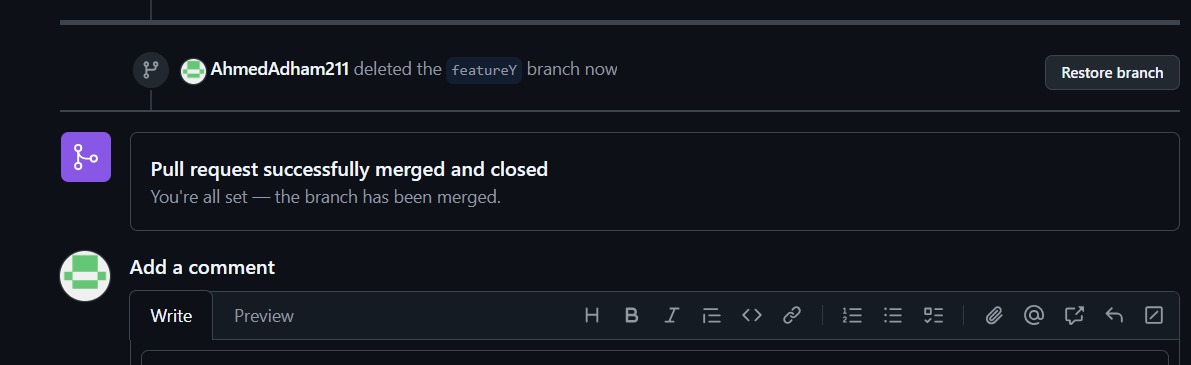 AhmedAdham211 deleted the featureY branch now
Restore branch
Pull request successfully merged and closed
You're all set — the branch has been merged.
Add a comment
Write Preview